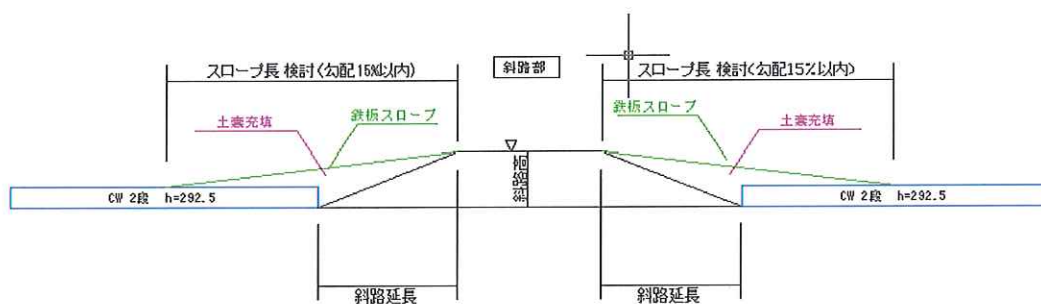 スロープ長 検討(勾配15%以内)
斜路部
スロープ長 検討(勾配15%以内)
土嚢充填
鉄板スロープ
鉄板スロープ
土嚢充填
斜路高
CW 2段 h=292.5
CW 2段 h=292.5
斜路延長
斜路延長